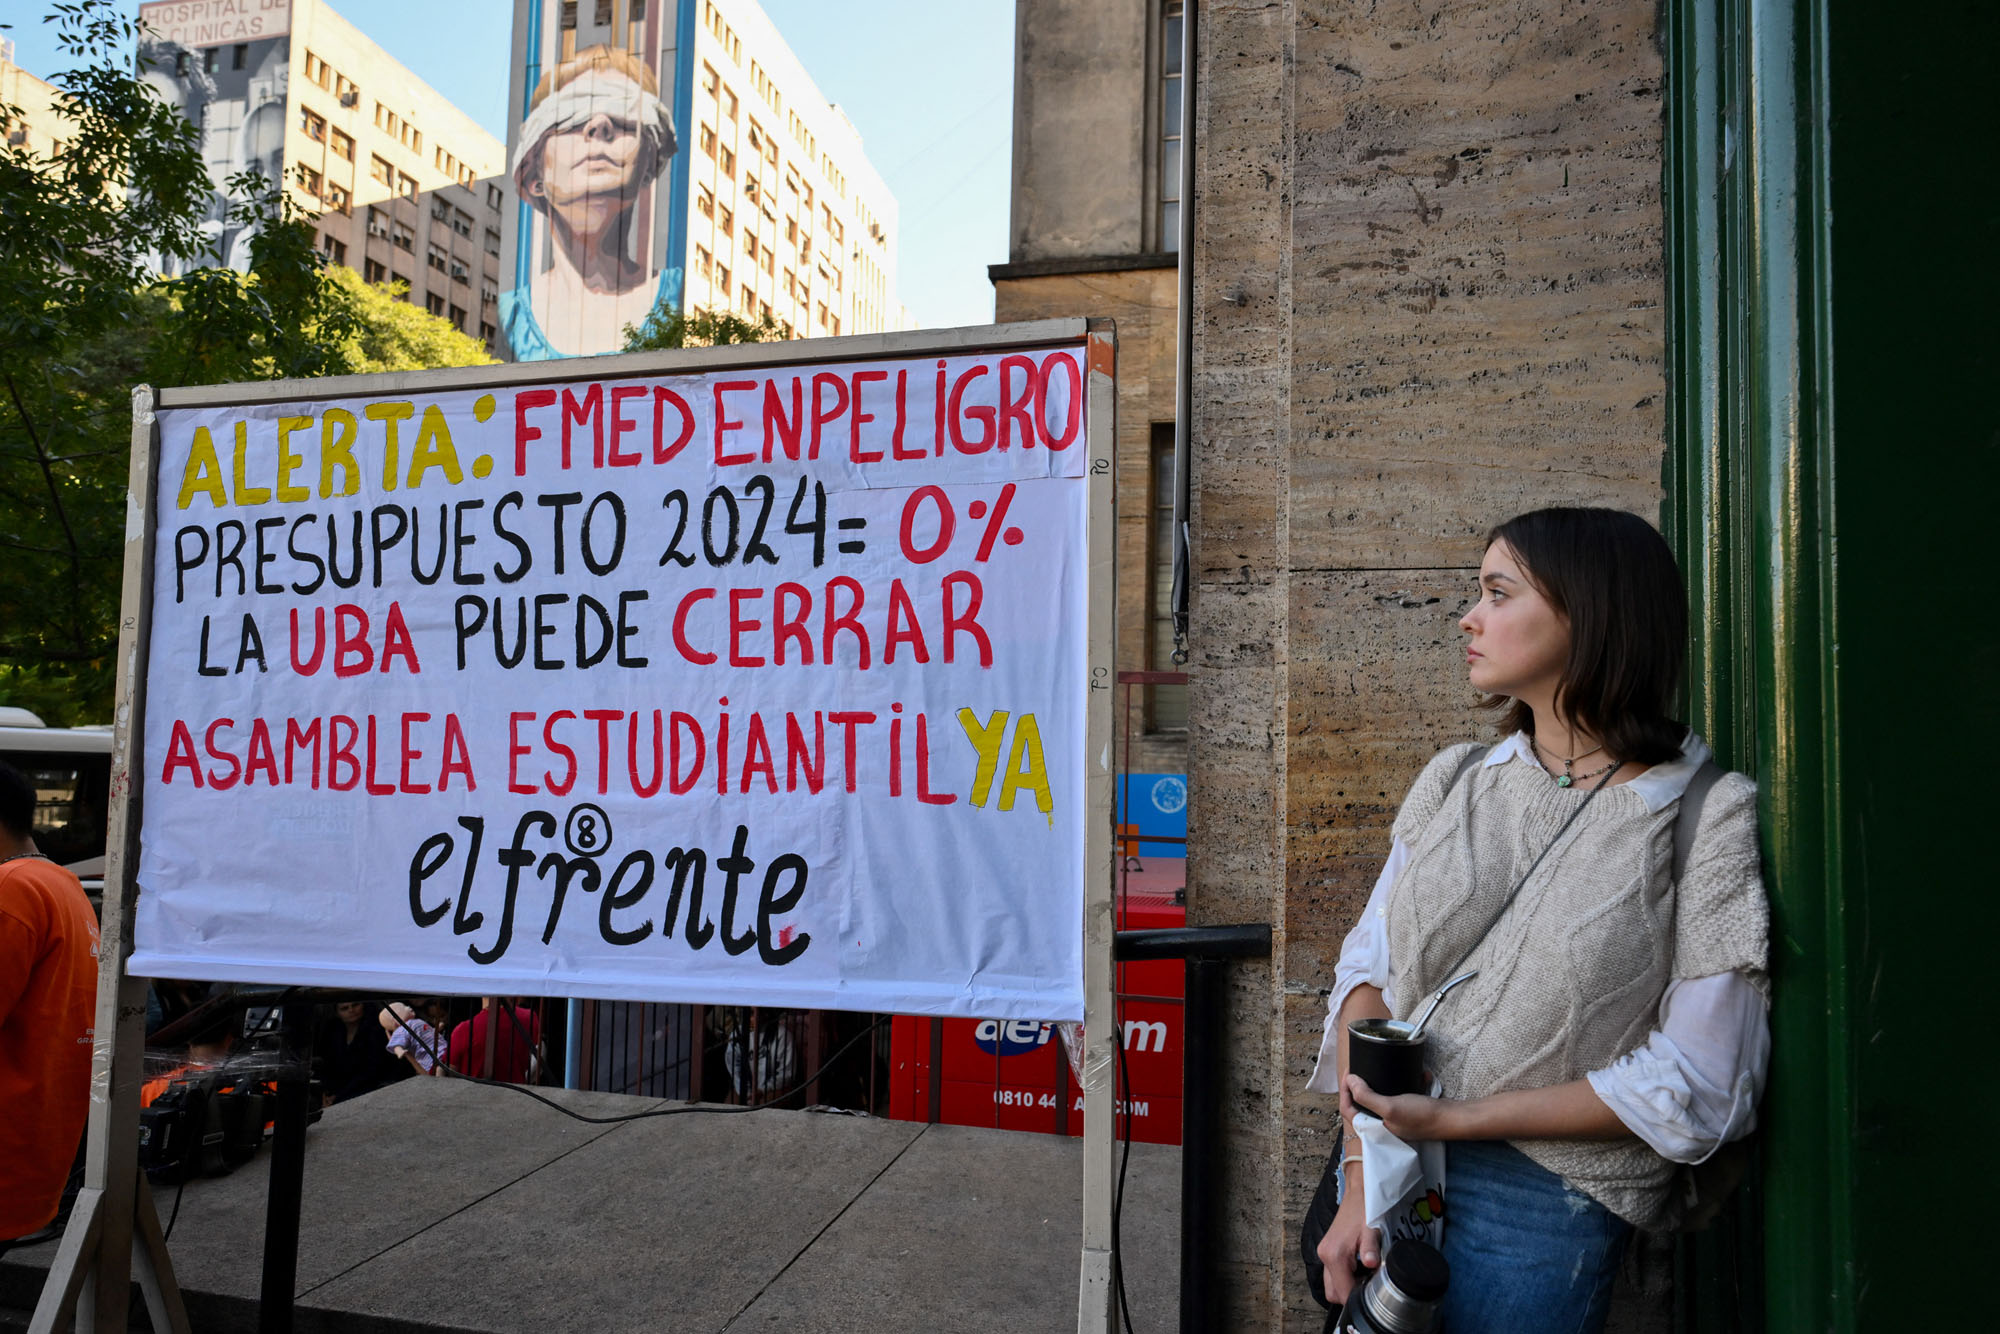 HOSPITAL DE
CLINICAS
ALERTA: FMED EN PELIGRO
PRESUPUESTO 2024 = 0%
LA UBA PUEDE CERRAR
ASAMBLEA ESTUDIANTIL YA
8
el frente
0810 44